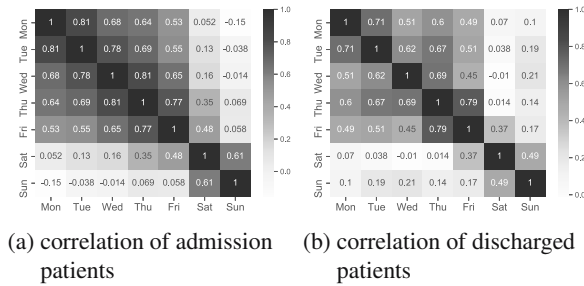 Mon 1 0.81 0.68 0.64 0.53 0.052 -0.15
Tue 0.81 1 0.78 0.69 0.55 0.13 -0.038
Wed 0.68 0.78 1 0.81 0.65 0.16 -0.014
Thu 0.64 0.69 0.81 1 0.77 0.35 0.069
Fri 0.53 0.55 0.65 0.77 1 0.48 0.058
Sat 0.052 0.13 0.16 0.35 0.48 1 0.61
Sun -0.15 -0.038 -0.014 0.069 0.058 0.61 1
Mon Tue Wed Thu Fri Sat Sun
1.0
0.8
0.6
0.4
0.2
0.0
(a) correlation of admission
patients
Mon 1 0.71 0.51 0.6 0.49 0.07 0.1
Tue 0.71 1 0.62 0.67 0.51 0.038 0.19
Wed 0.51 0.62 1 0.69 0.45 -0.01 0.21
Thu 0.6 0.67 0.69 1 0.79 0.014 0.14
Fri 0.49 0.51 0.45 0.79 1 0.37 0.17
Sat 0.07 0.038 -0.01 0.014 0.37 1 0.49
Sun 0.1 0.19 0.21 0.14 0.17 0.49 1
Mon Tue Wed Thu Fri Sat Sun
1.0
0.8
0.6
0.4
0.2
0.0
(b) correlation of discharged
patients